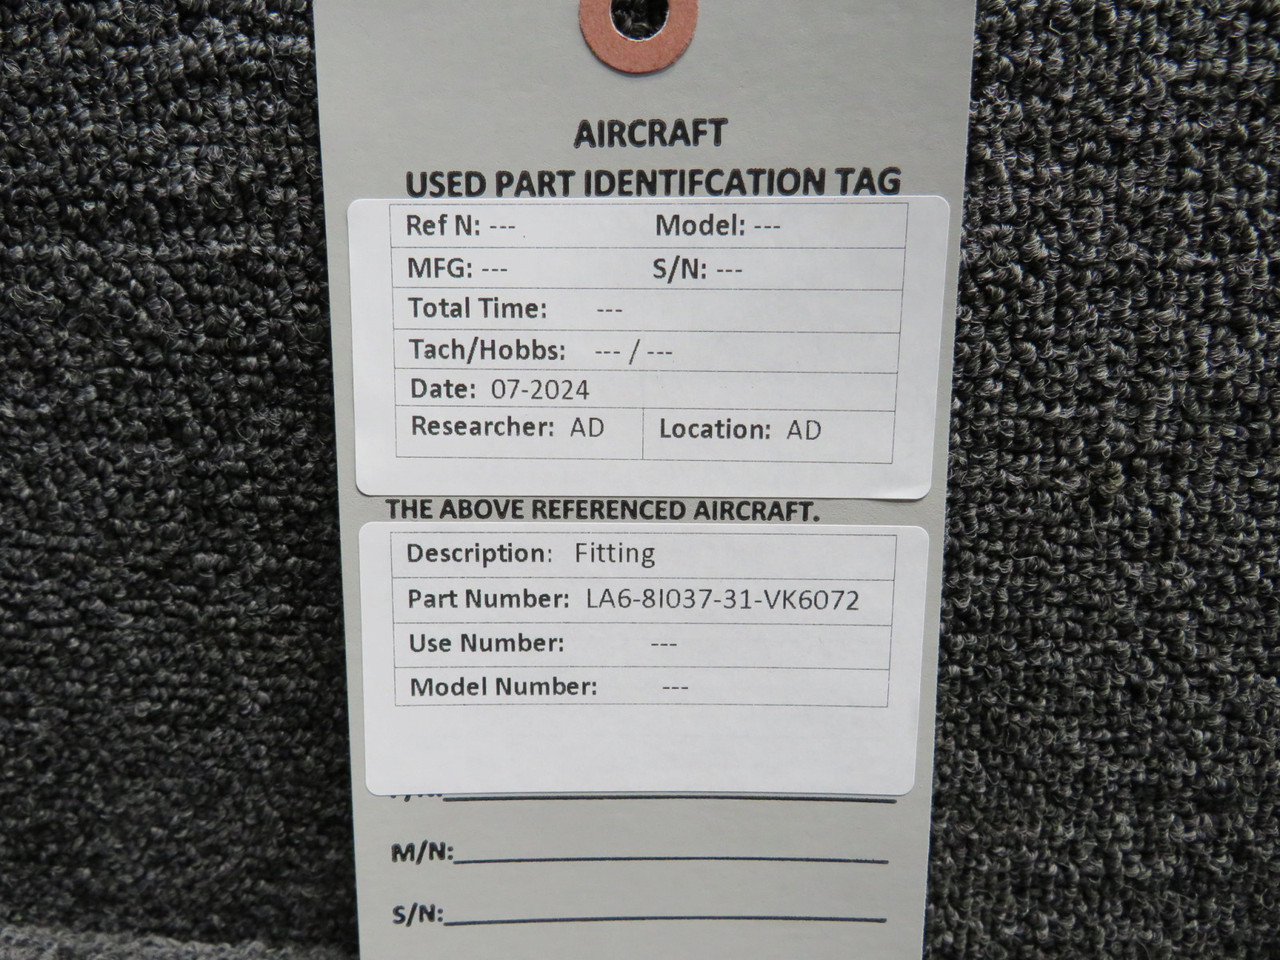 AIRCRAFT
USED PART IDENTIFCATION TAG
Ref N: --- Model: ---
MFG: --- S/N: ---
Total Time: ---
Tach/Hobbs: --- / ---
Date: 07-2024
Researcher: AD Location: AD
THE ABOVE REFERENCED AIRCRAFT.
Description: Fitting
Part Number: LA6-8I037-31-VK6072
Use Number: ---
Model Number: ---
M/N:
S/N: